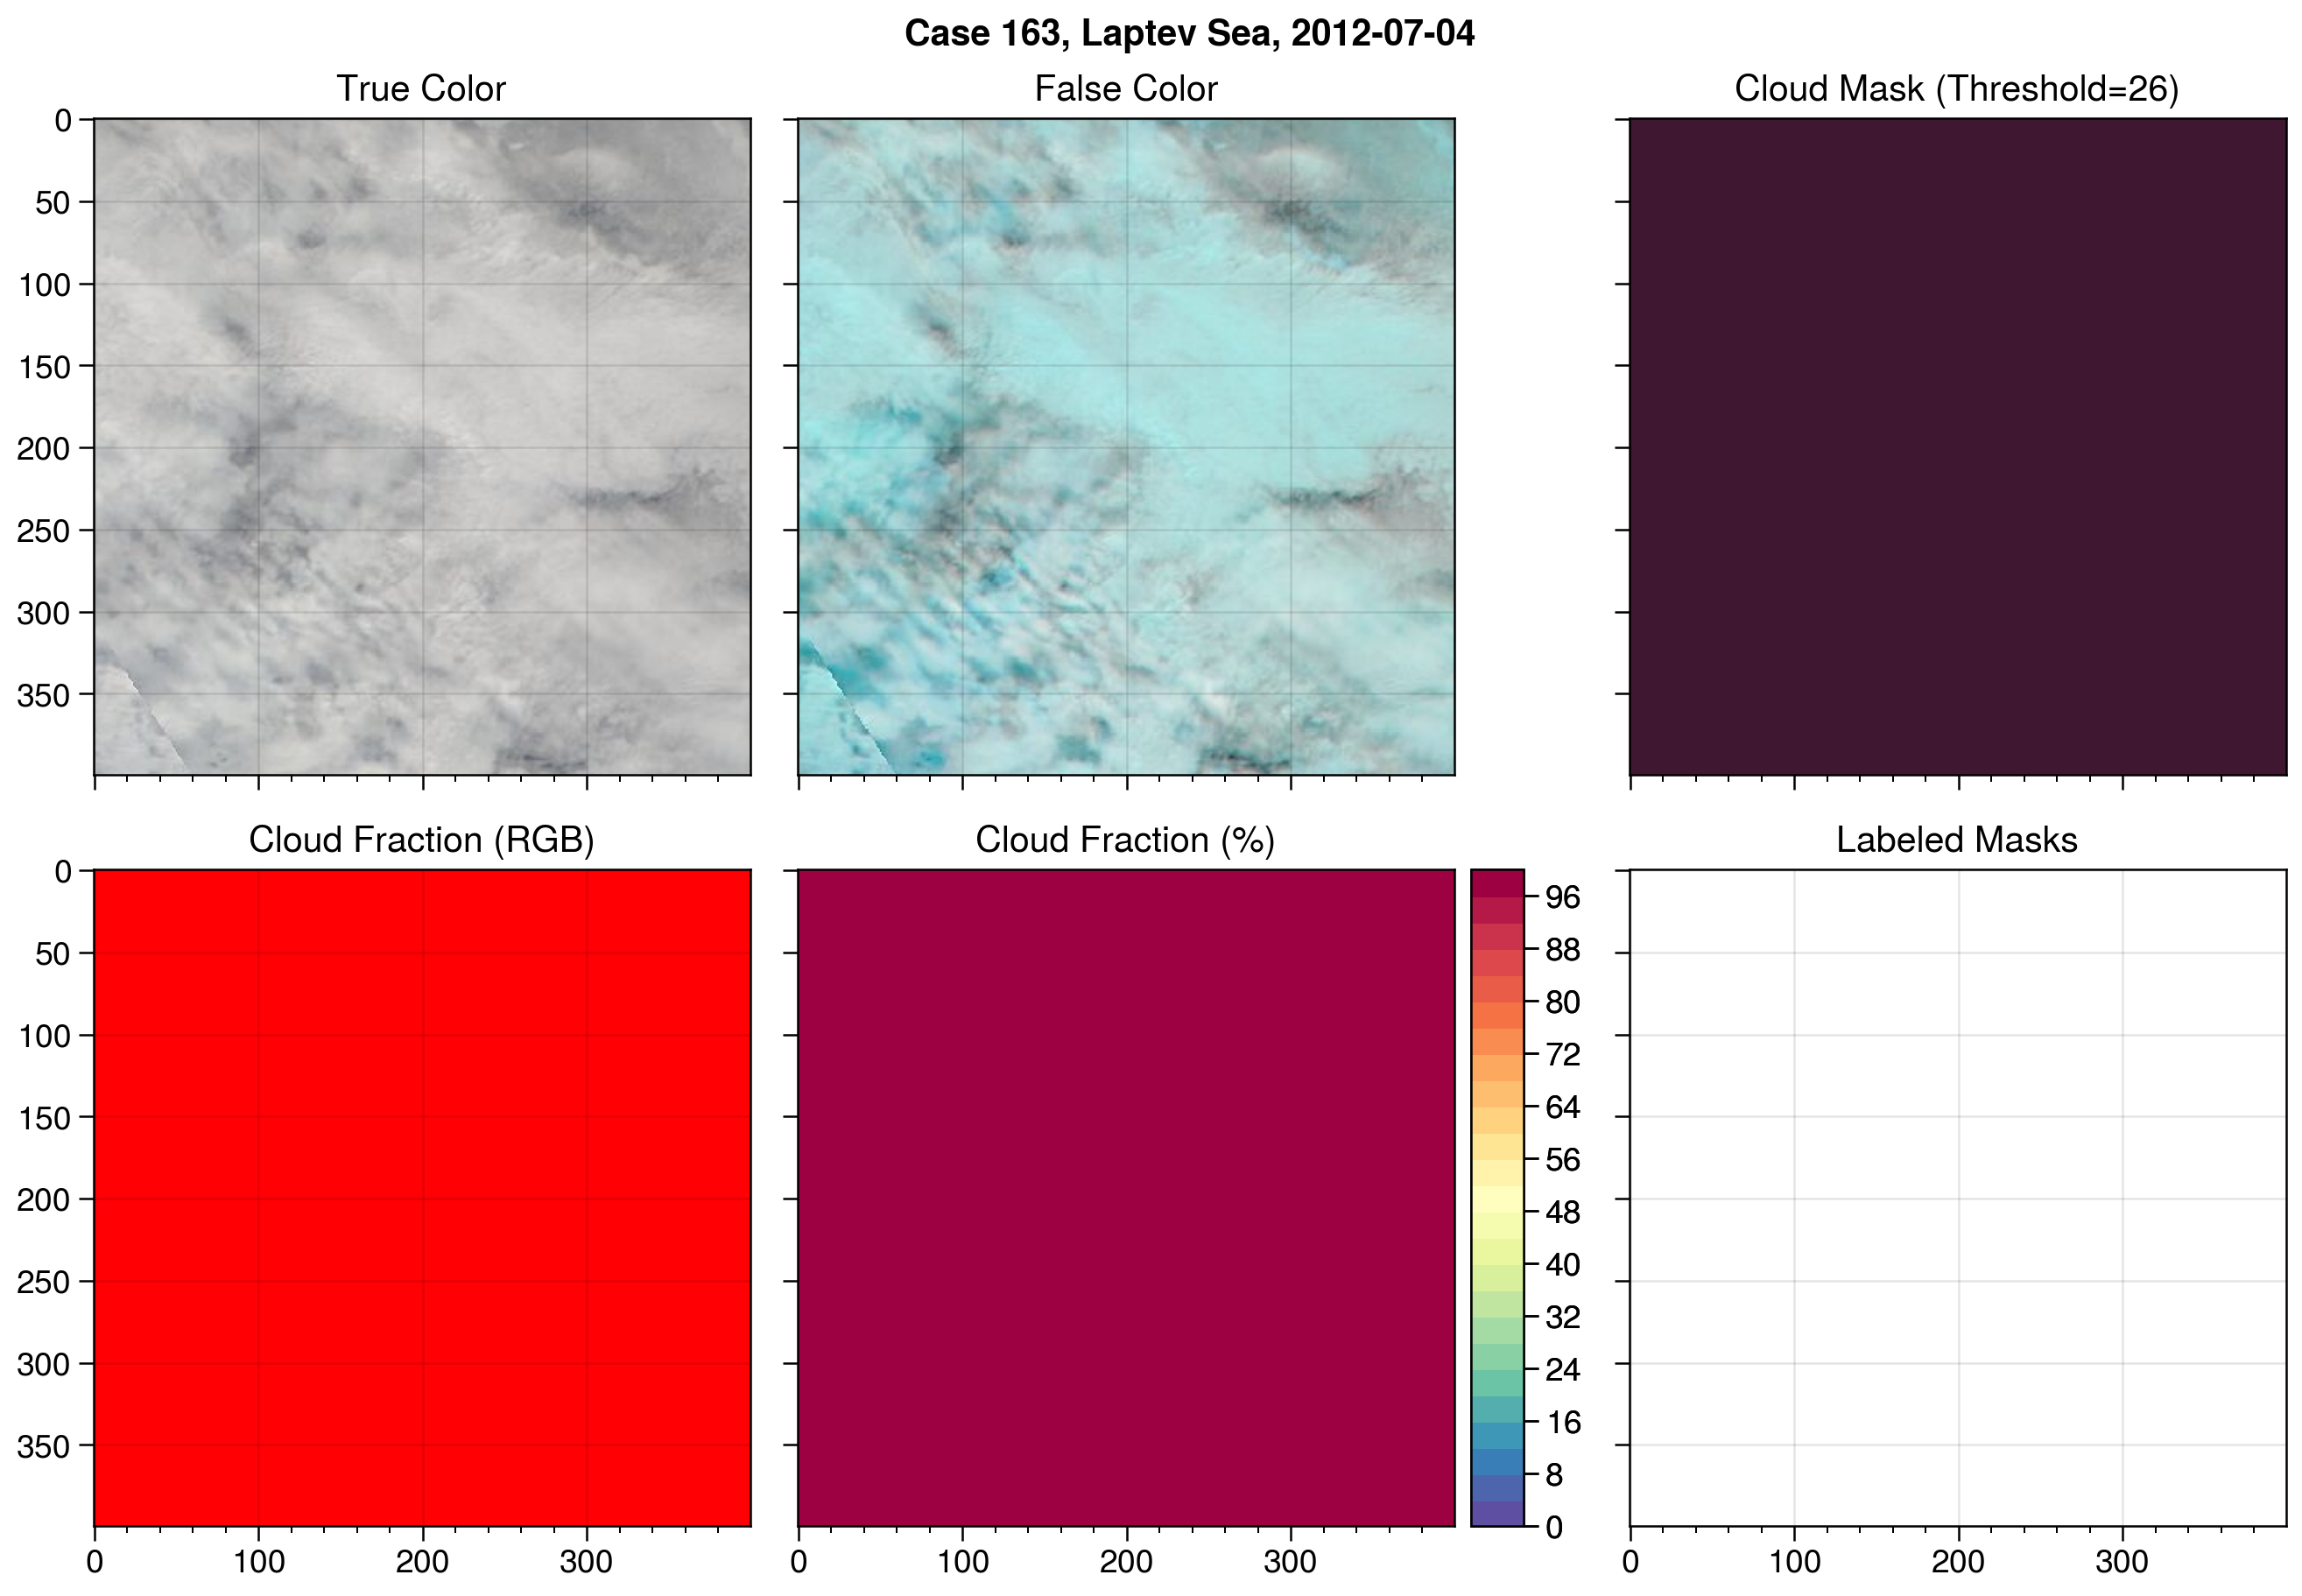 Case 163, Laptev Sea, 2012-07-04
True Color
False Color
Cloud Mask (Threshold=26)
0
50
100
150
200
250
300
350
Cloud Fraction (RGB)
Cloud Fraction (%)
Labeled Masks
0
50
100
150
200
250
300
350
96
88
80
72
64
56
48
40
32
24
16
8
0
0 100 200 300
0 100 200 300
0 100 200 300